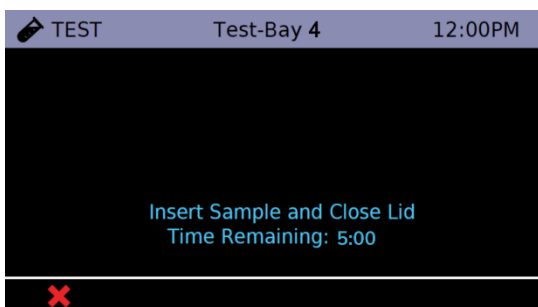 TEST Test-Bay 4 12:00PM
Insert Sample and Close Lid
Time Remaining: 5:00